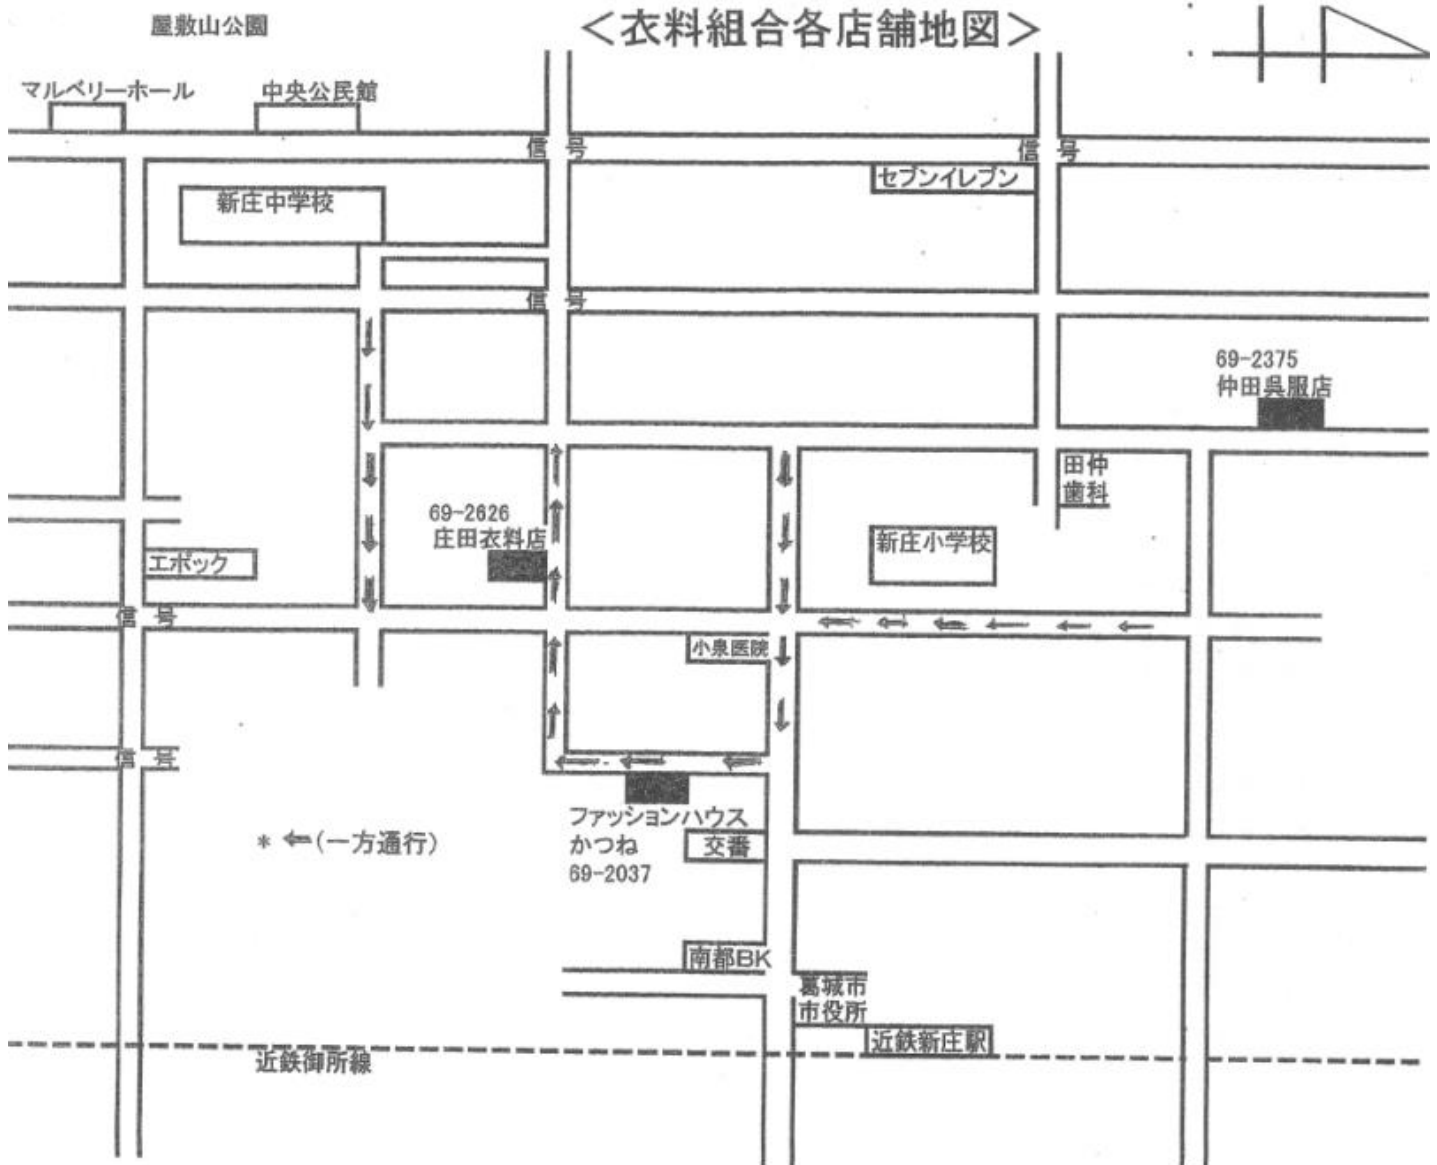 屋敷山公園
＜衣料組合各店舗地図＞
マルベリーホール
中央公民館
信号
信号
セブンイレブン
新庄中学校
信号
69-2375
仲田呉服店
田仲
歯科
69-2626
庄田衣料店
新庄小学校
エポック
信号
小泉医院
信号
ファッションハウス
かつね
69-2037
交番
* ←(一方通行)
南都BK
葛城市
市役所
近鉄新庄駅
近鉄御所線